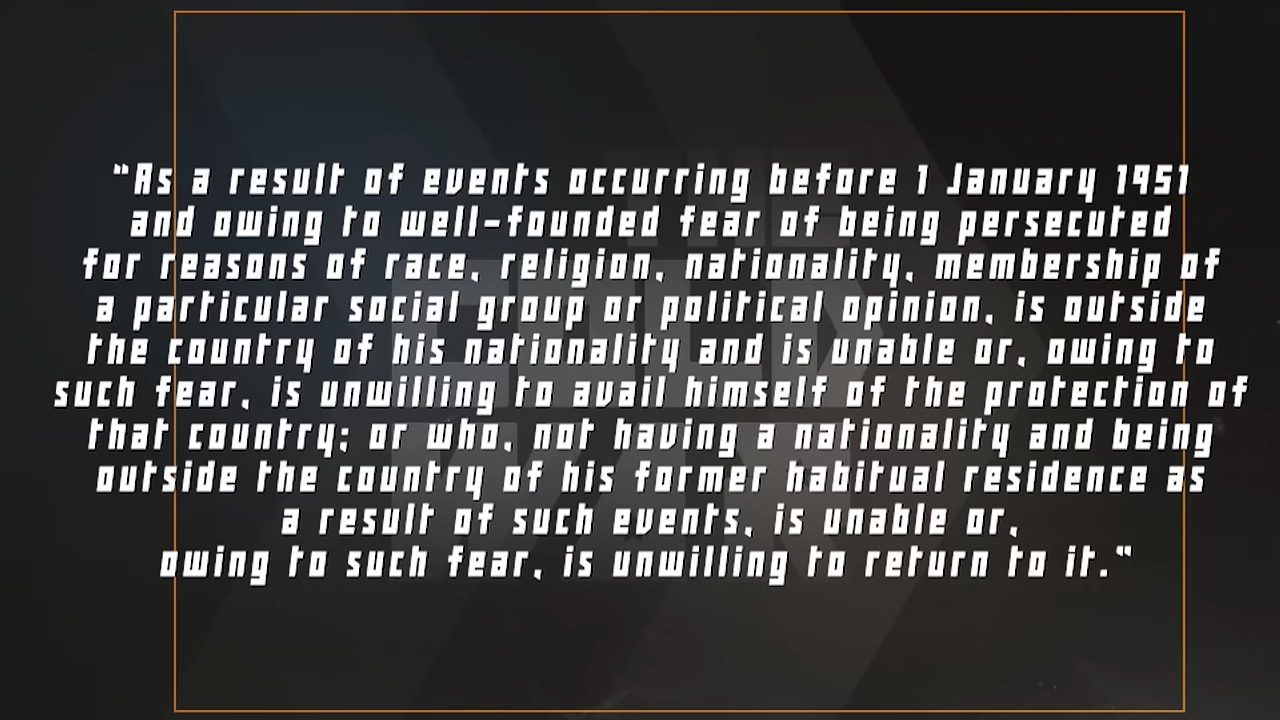 “As a result of events occurring before 1 January 1951
and owing to well-founded fear of being persecuted
for reasons of race, religion, nationality, membership of
a particular social group or political opinion, is outside
the country of his nationality and is unable or, owing to
such fear, is unwilling to avail himself of the protection of
that country; or who, not having a nationality and being
outside the country of his former habitual residence as
a result of such events, is unable or,
owing to such fear, is unwilling to return to it.“
THE
COLD
WAR